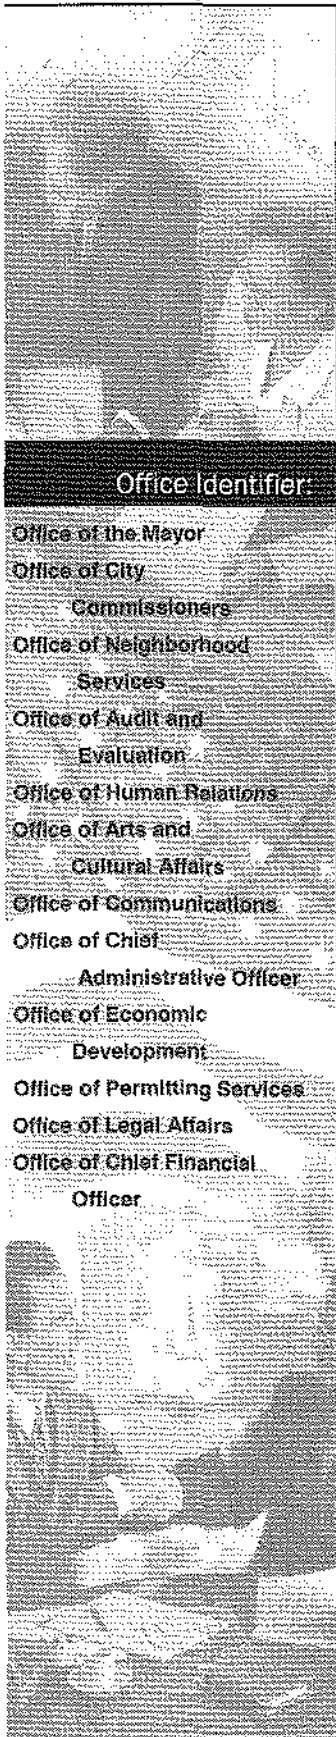 Office Identifier:
Office of the Mayor
Office of City
Commissioners
Office of Neighborhood
Services
Office of Audit and
Evaluation
Office of Human Relations
Office of Arts and
Cultural Affairs
Office of Communications
Office of Chief
Administrative Officer
Office of Economic
Development
Office of Permitting Services
Office of Legal Affairs
Office of Chief Financial
Officer